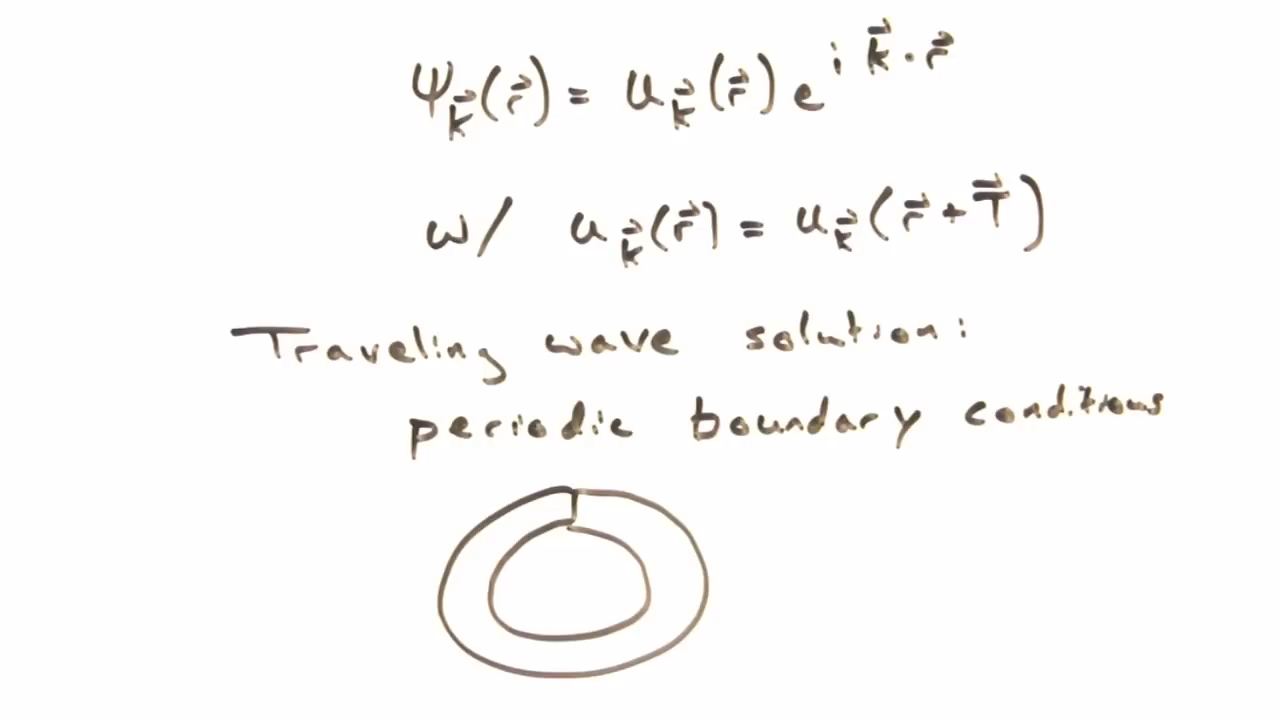 ψ_k⃗(r⃗) = u_k⃗(r⃗) e^{i k⃗·r⃗}
w/ u_k⃗(r⃗) = u_k⃗(r⃗ + T⃗)
Traveling wave solution:
periodic boundary conditions